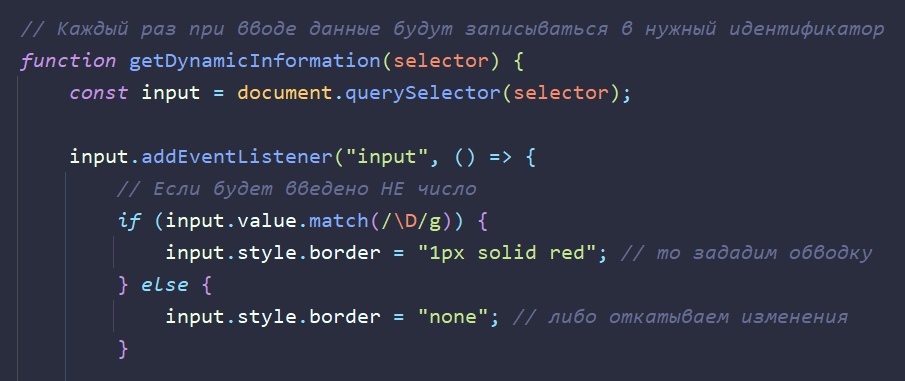 // Каждый раз при вводе данные будут записываться в нужный идентификатор
function getDynamicInformation(selector) {
const input = document.querySelector(selector);
input.addEventListener("input", () => {
// Если будет введено НЕ число
if (input.value.match(/\D/g)) {
input.style.border = "1px solid red"; // то зададим обводку
} else {
input.style.border = "none"; // либо откатываем изменения
}